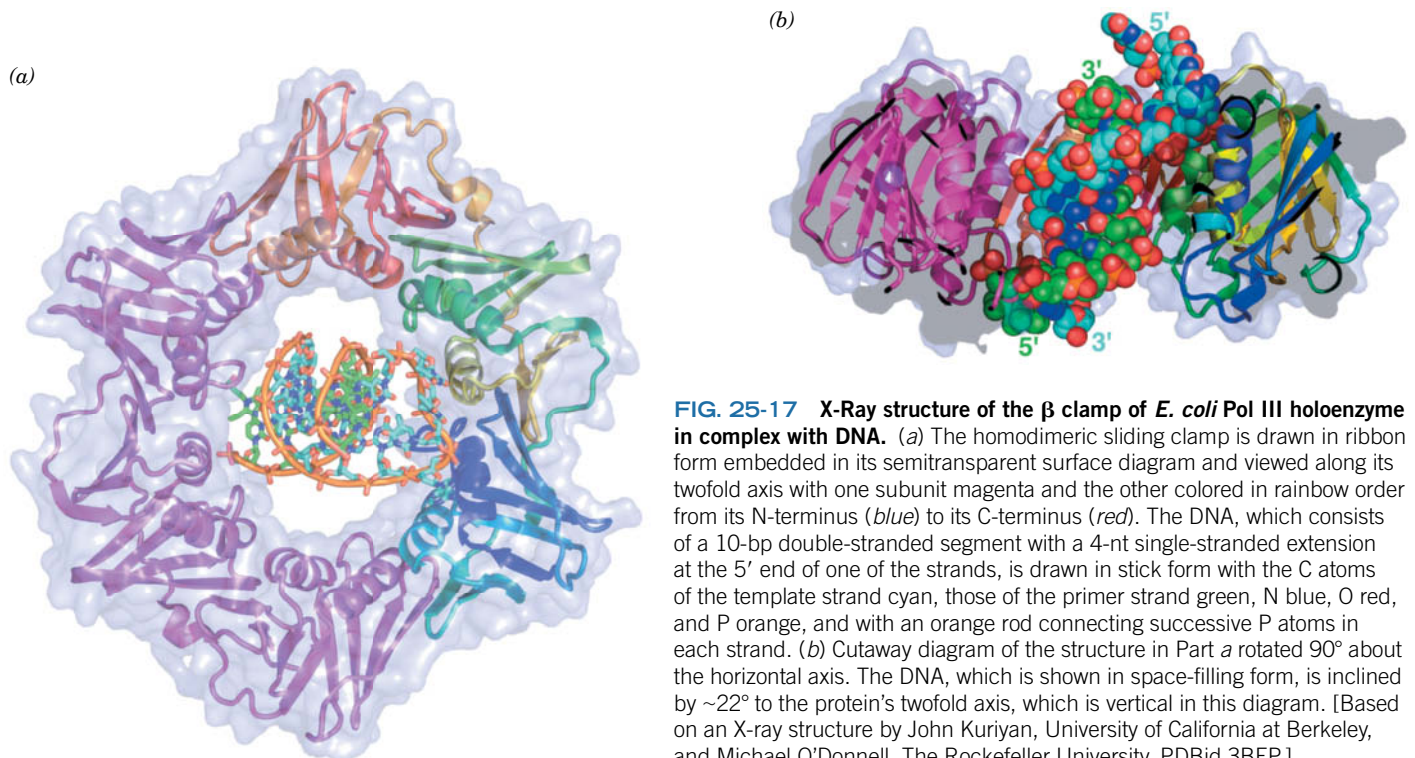 (a)
(b)
5'
3'
5'
3'
FIG. 25-17 X-Ray structure of the β clamp of E. coli Pol III holoenzyme
in complex with DNA. (a) The homodimeric sliding clamp is drawn in ribbon
form embedded in its semitransparent surface diagram and viewed along its
twofold axis with one subunit magenta and the other colored in rainbow order
from its N-terminus (blue) to its C-terminus (red). The DNA, which consists
of a 10-bp double-stranded segment with a 4-nt single-stranded extension
at the 5′ end of one of the strands, is drawn in stick form with the C atoms
of the template strand cyan, those of the primer strand green, N blue, O red,
and P orange, and with an orange rod connecting successive P atoms in
each strand. (b) Cutaway diagram of the structure in Part a rotated 90° about
the horizontal axis. The DNA, which is shown in space-filling form, is inclined
by ~22° to the protein's twofold axis, which is vertical in this diagram. [Based
on an X-ray structure by John Kuriyan, University of California at Berkeley,
and Michael O'Donnell, The Rockefeller University. PDBid 3BEP.]